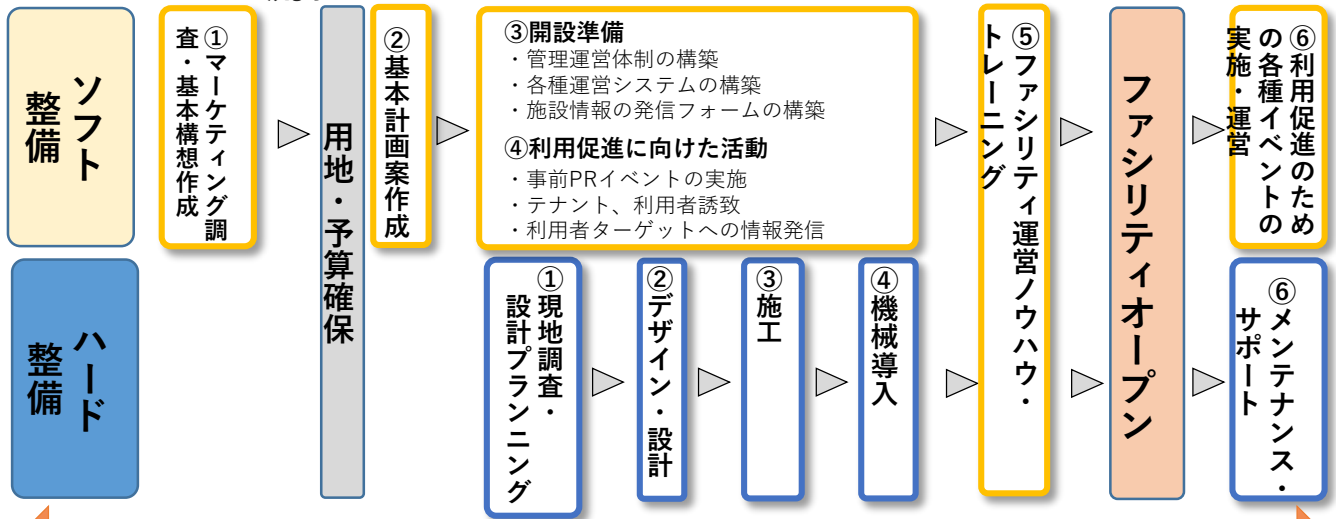 ソフト
整備
①マーケティング調
査・基本構想作成
用地・予算確保
②基本計画案作成
③開設準備
・管理運営体制の構築
・各種運営システムの構築
・施設情報の発信フォームの構築
④利用促進に向けた活動
・事前PRイベントの実施
・テナント、利用者誘致
・利用者ターゲットへの情報発信
⑤ファシリティ運営ノウハウ・
トレーニング
ファシリティオープン
⑥利用促進のため
の各種イベントの
実施・運営
ハード
整備
①現地調査・
設計プランニング
②デザイン・設計
③施工
④機械導入
⑥メンテナンス・
サポート